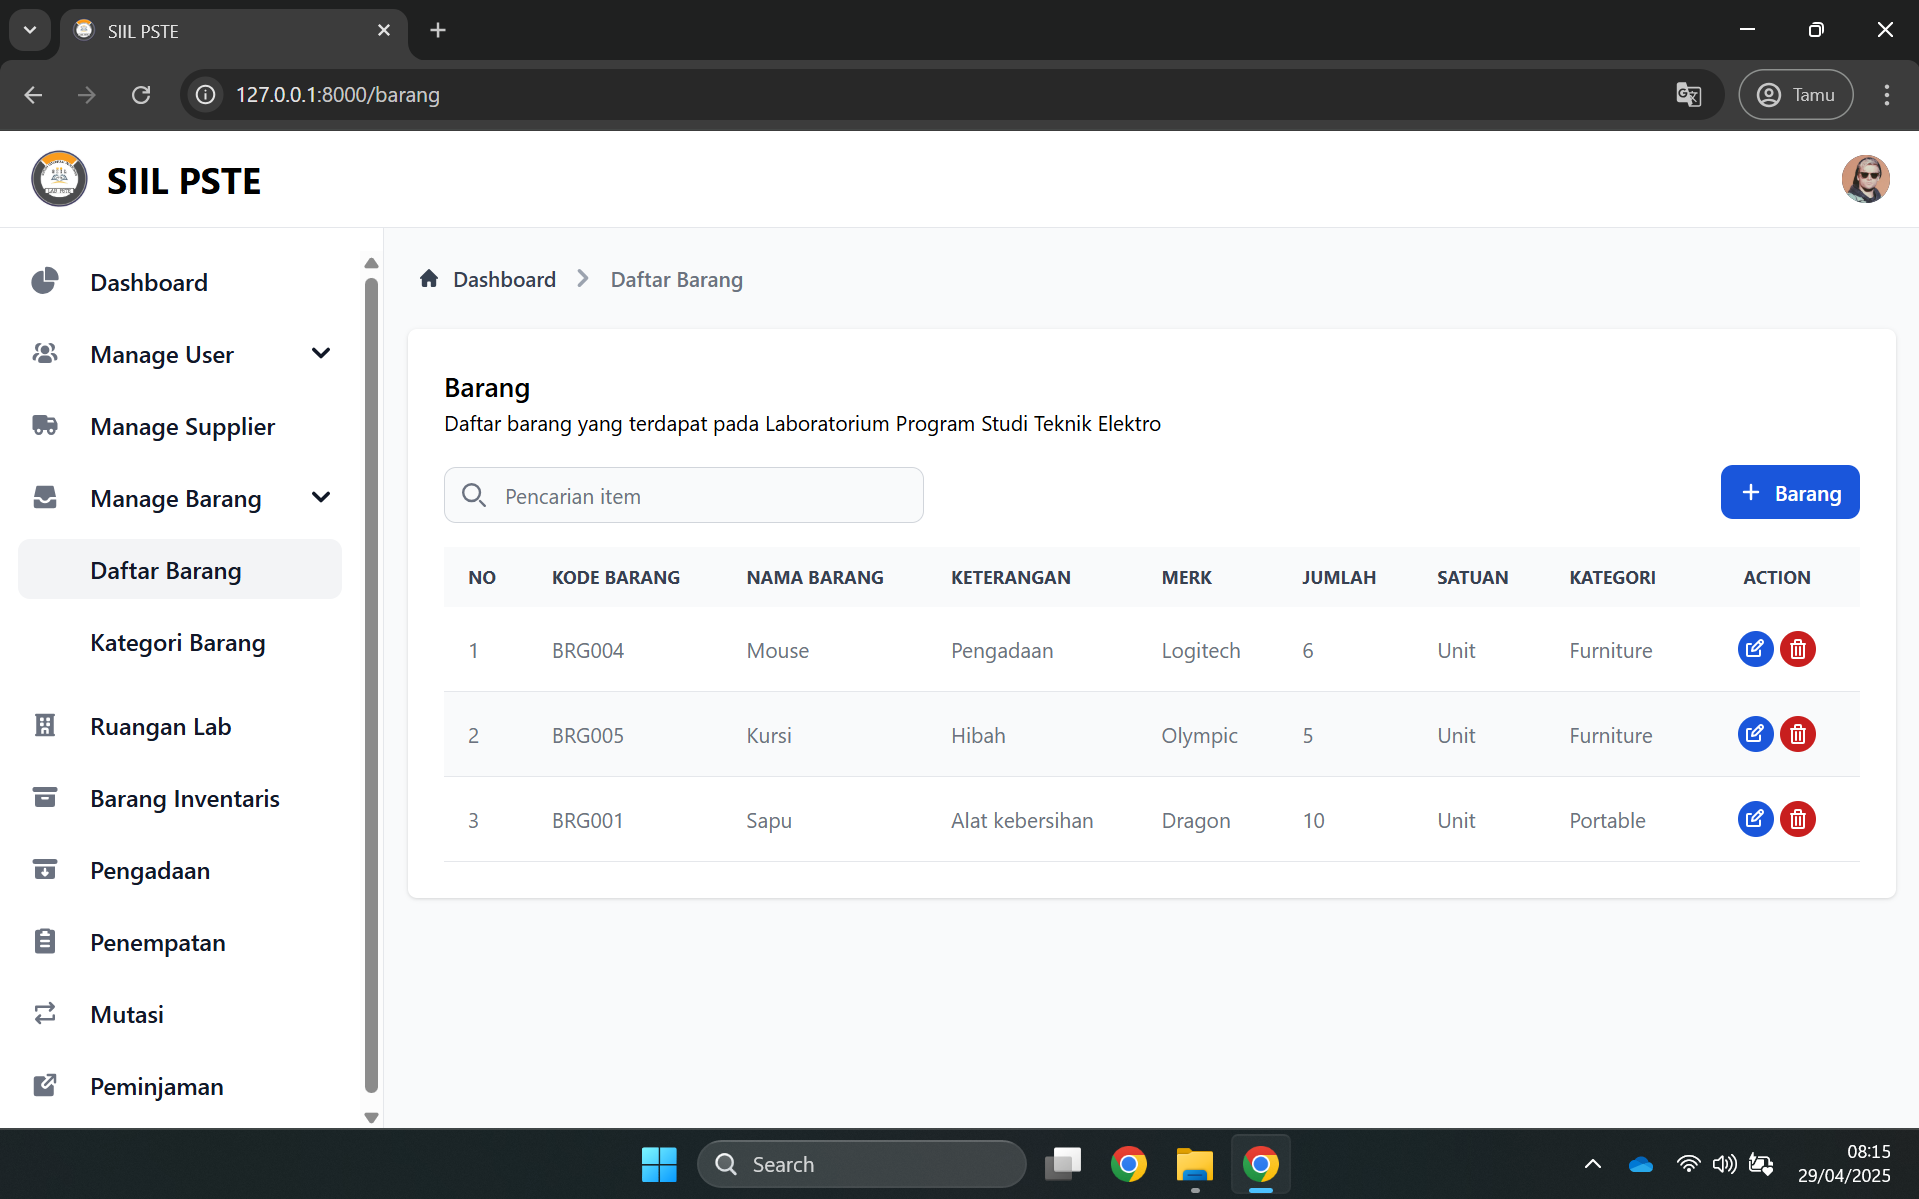 SIIL PSTE
127.0.0.1:8000/barang
Tamu
SIIL PSTE
Dashboard
Manage User
Manage Supplier
Manage Barang
Daftar Barang
Kategori Barang
Ruangan Lab
Barang Inventaris
Pengadaan
Penempatan
Mutasi
Peminjaman
Dashboard Daftar Barang
Barang
Daftar barang yang terdapat pada Laboratorium Program Studi Teknik Elektro
Pencarian item
+ Barang
NO KODE BARANG NAMA BARANG KETERANGAN MERK JUMLAH SATUAN KATEGORI ACTION
1 BRG004 Mouse Pengadaan Logitech 6 Unit Furniture
2 BRG005 Kursi Hibah Olympic 5 Unit Furniture
3 BRG001 Sapu Alat kebersihan Dragon 10 Unit Portable
Search
08:15
29/04/2025